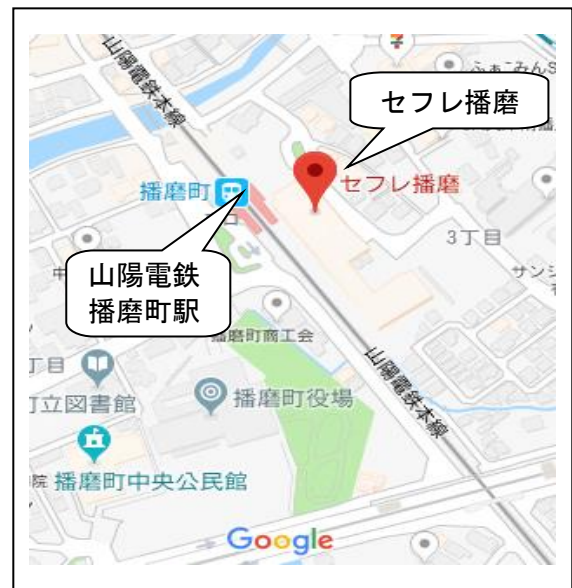 山陽電鉄本線
セフレ播磨
播磨町
セフレ播磨
3丁目
山陽電鉄
播磨町駅
播磨町商工会
丁目
町立図書館
播磨町役場
山陽電鉄本線
播磨町中央公民館
Google